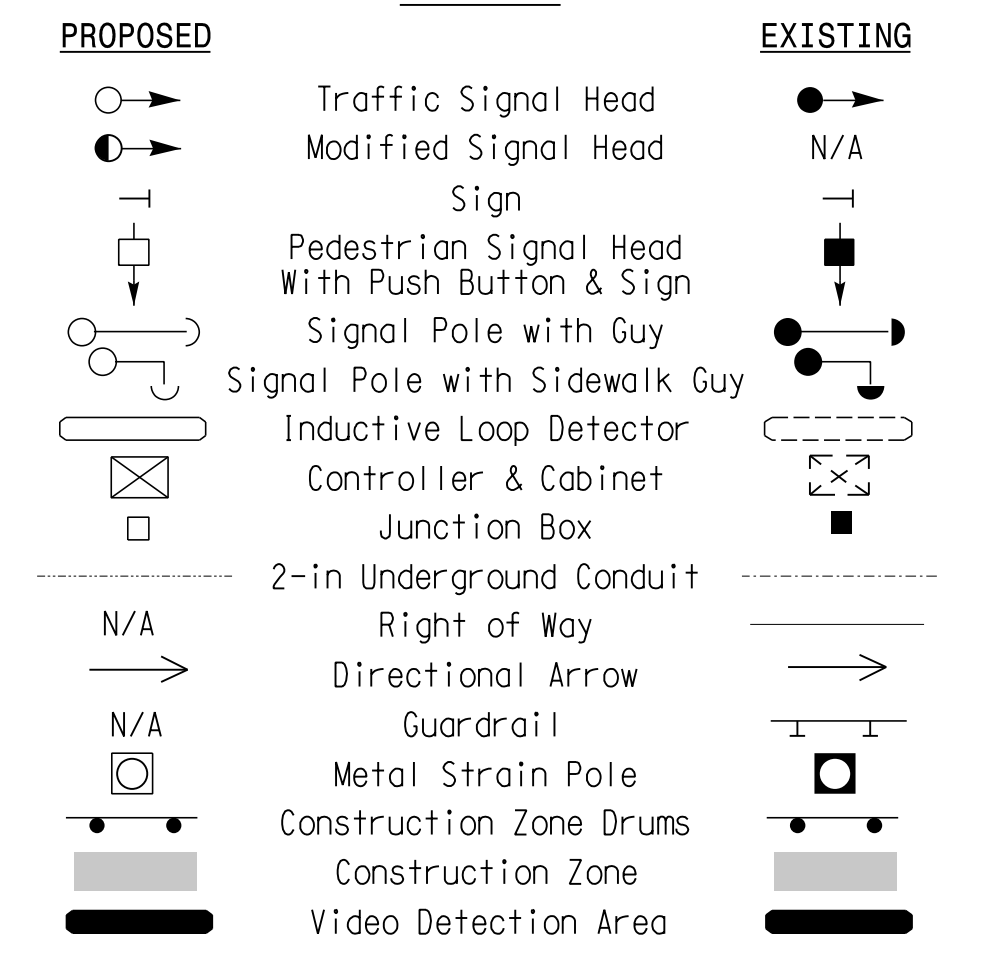 PROPOSED EXISTING
Traffic Signal Head
Modified Signal Head N/A
Sign
Pedestrian Signal Head
With Push Button & Sign
Signal Pole with Guy
Signal Pole with Sidewalk Guy
Inductive Loop Detector
Controller & Cabinet
Junction Box
2-in Underground Conduit
N/A Right of Way
Directional Arrow
N/A Guardrail
Metal Strain Pole
Construction Zone Drums
Construction Zone
Video Detection Area